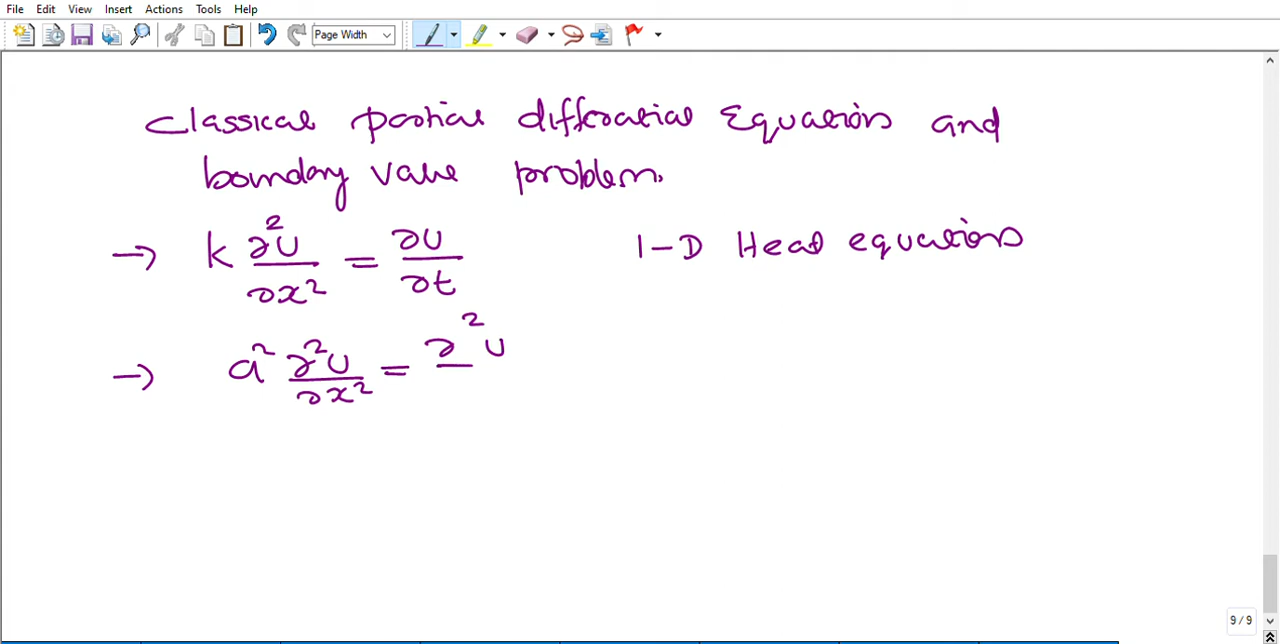 File Edit View Insert Actions Tools Help
Page Width
Classical partial differential Equation and
boundary value problem.
→ k ∂²u/∂x² = ∂u/∂t 1-D Heat equations
→ a² ∂²u/∂x² = ∂²u
9/9